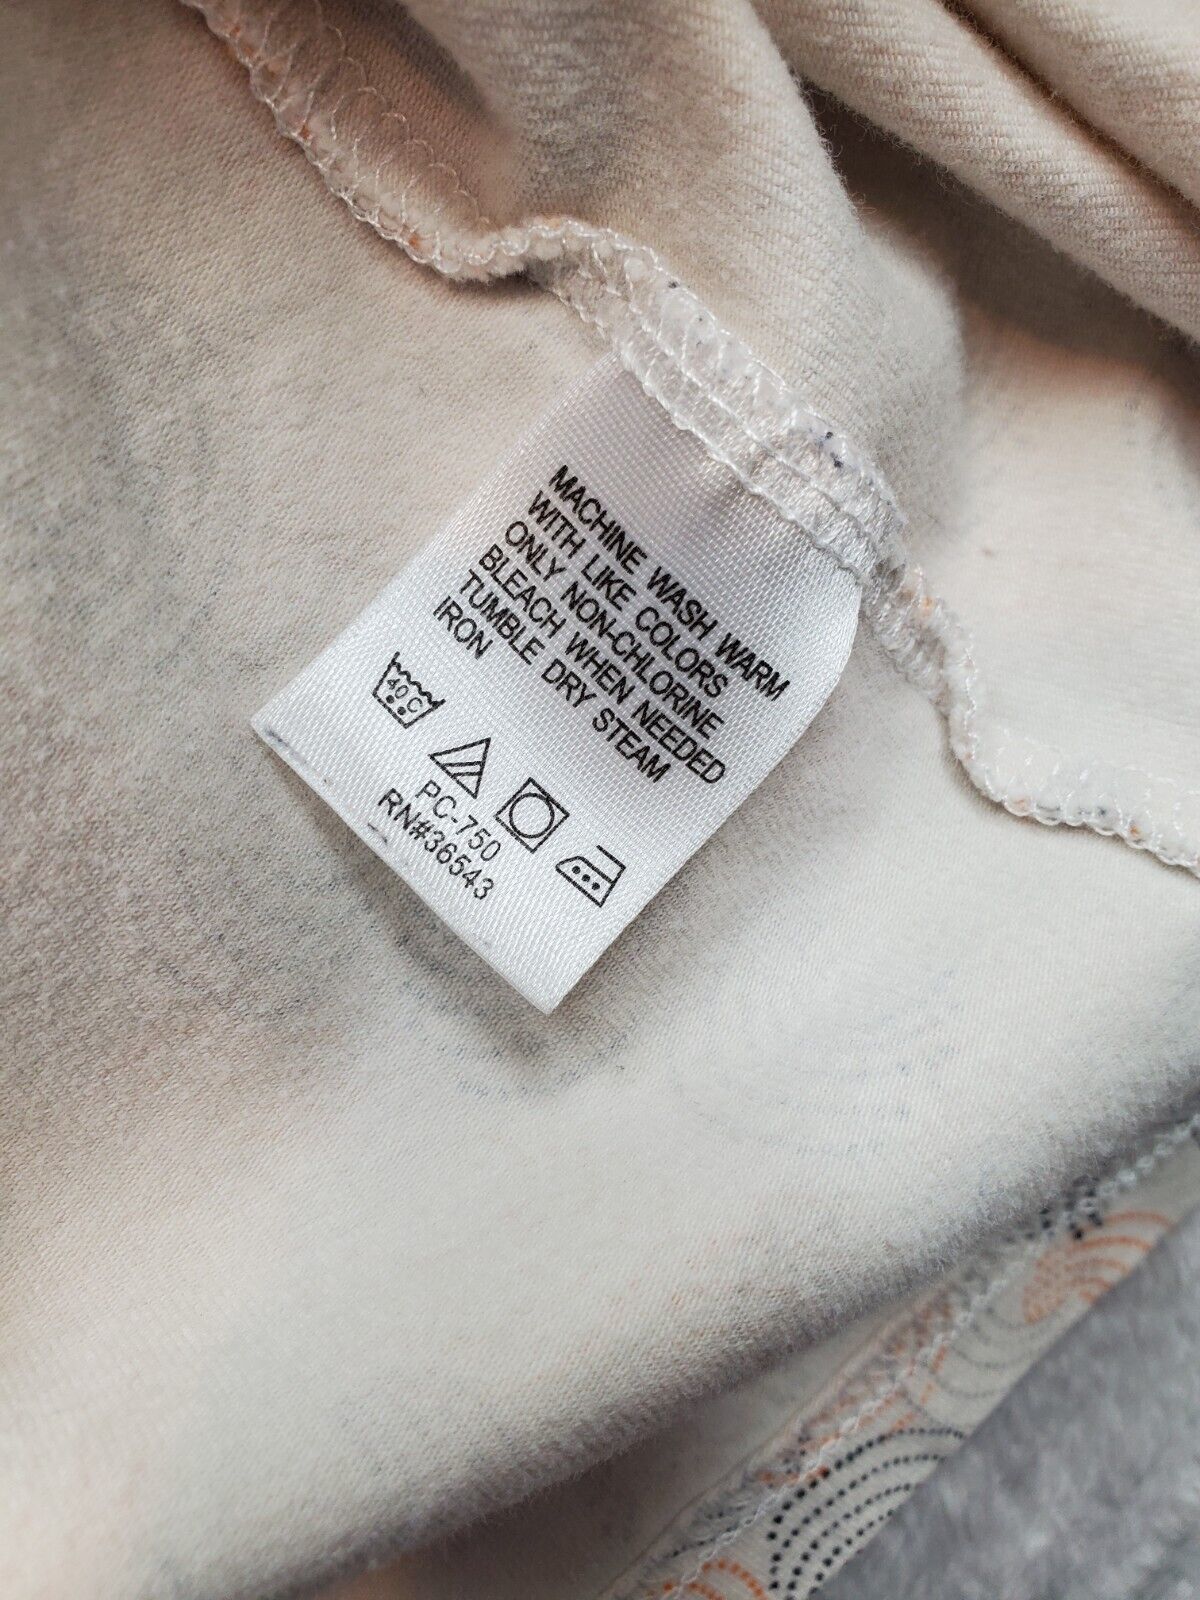 MACHINE WASH WARM
WITH LIKE COLORS
ONLY NON-CHLORINE
BLEACH WHEN NEEDED
TUMBLE DRY STEAM
IRON
40C
PC-750
RN#36543